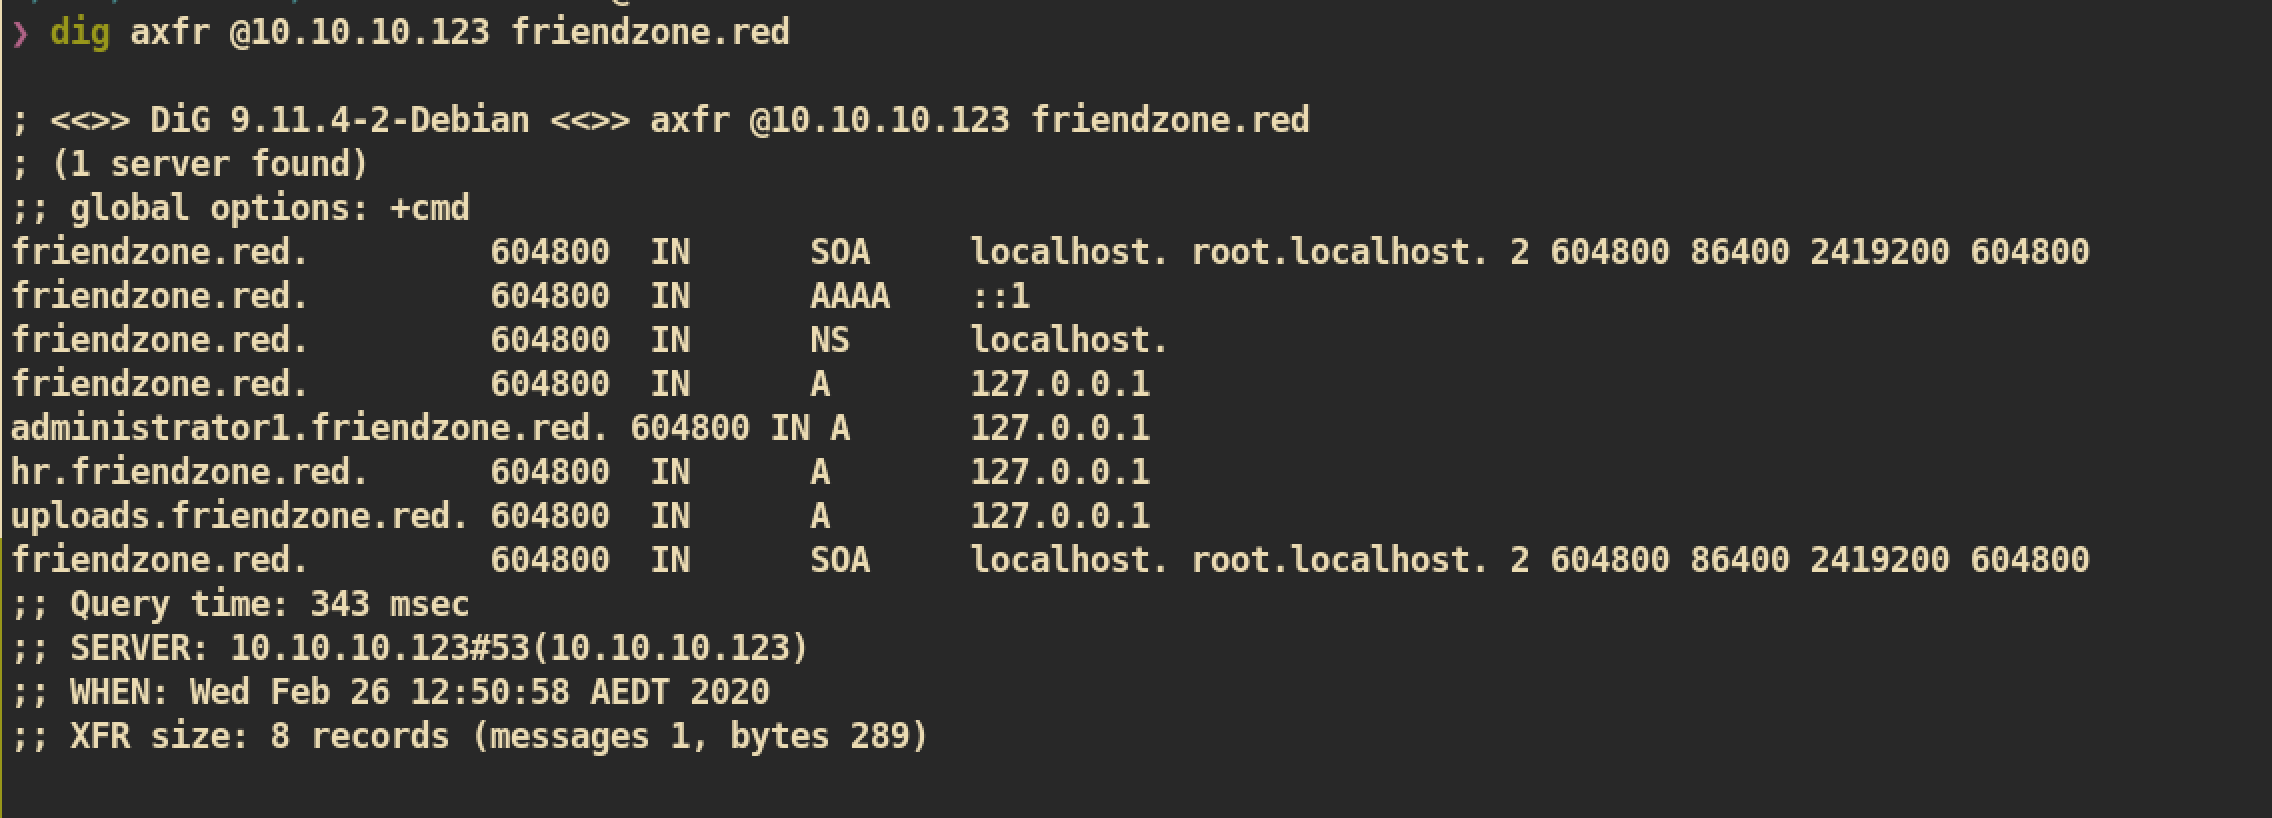 ❯ dig axfr @10.10.10.123 friendzone.red
; <<>> DiG 9.11.4-2-Debian <<>> axfr @10.10.10.123 friendzone.red
; (1 server found)
;; global options: +cmd
friendzone.red.         604800  IN      SOA     localhost. root.localhost. 2 604800 86400 2419200 604800
friendzone.red.         604800  IN      AAAA    ::1
friendzone.red.         604800  IN      NS      localhost.
friendzone.red.         604800  IN      A       127.0.0.1
administrator1.friendzone.red. 604800 IN A      127.0.0.1
hr.friendzone.red.      604800  IN      A       127.0.0.1
uploads.friendzone.red. 604800  IN      A       127.0.0.1
friendzone.red.         604800  IN      SOA     localhost. root.localhost. 2 604800 86400 2419200 604800
;; Query time: 343 msec
;; SERVER: 10.10.10.123#53(10.10.10.123)
;; WHEN: Wed Feb 26 12:50:58 AEDT 2020
;; XFR size: 8 records (messages 1, bytes 289)